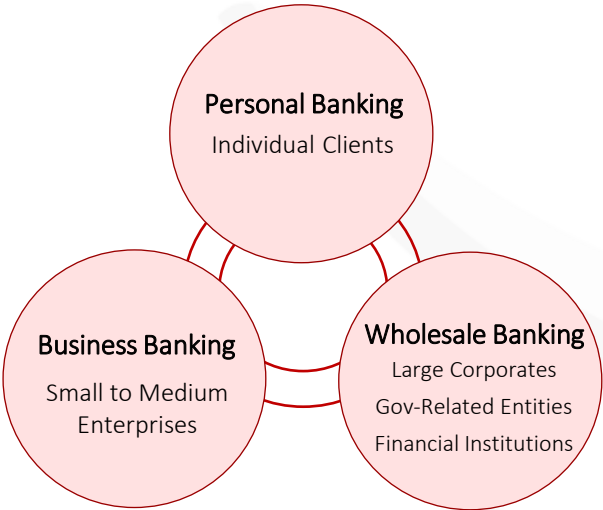 Personal Banking
Individual Clients
Business Banking
Small to Medium
Enterprises
Wholesale Banking
Large Corporates
Gov-Related Entities
Financial Institutions